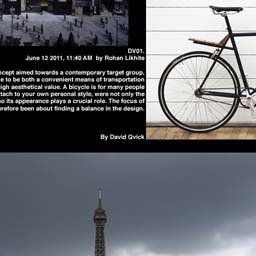 DV01.
June 12 2011, 11:40 AM by Rohan Likhite
ncept aimed towards a contemporary target group,
e to be both a convenient means of transportation
igh aesthetical value. A bicycle is for many people
ttach to your own personal style, were not only the
o its appearance plays a crucial role. The focus of
erefore been about finding a balance in the design.
By David Qvick